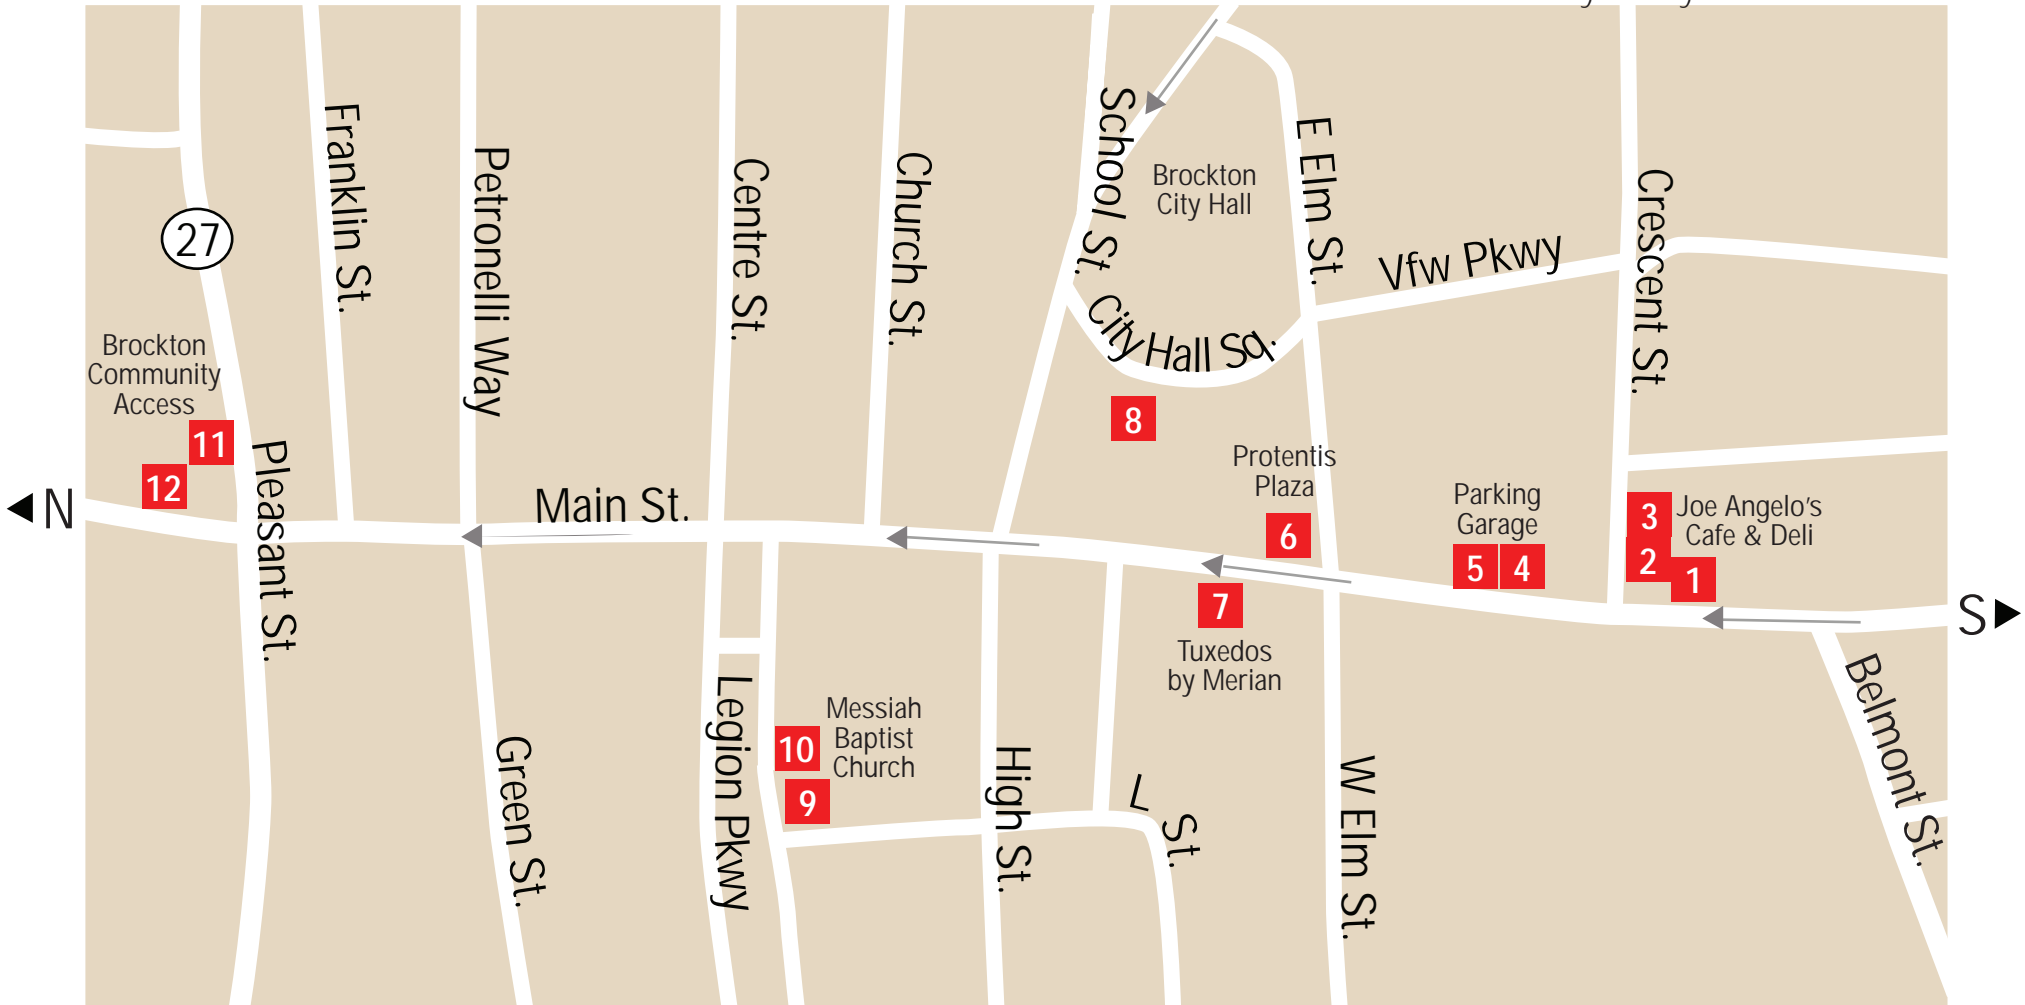 Franklin St.
Petronelli Way
Centre St.
Church St.
School St.
Brockton
City Hall
E Elm St.
Vfw Pkwy
Crescent St.
27
City Hall Sq.
Brockton
Community
Access
11
12
8
Pleasant St.
N
Main St.
Protentis
Plaza
6
Parking
Garage
5 4
3
2
1
Joe Angelo's
Cafe & Deli
7
Tuxedos
by Merian
S
Belmont St.
Legion Pkwy
10
9
Messiah
Baptist
Church
Green St.
High St.
L St.
W Elm St.